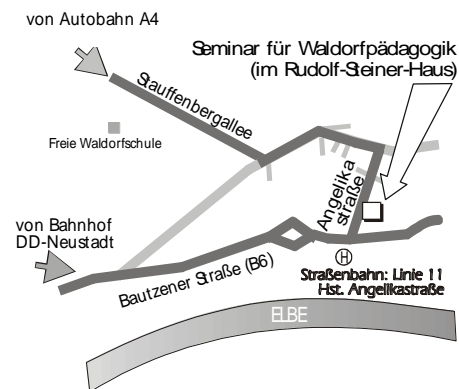 von Autobahn A4
Seminar für Waldorfpädagogik
(im Rudolf-Steiner-Haus)
Stauffenbergallee
Freie Waldorfschule
Angelika
straße
von Bahnhof
DD-Neustadt
Bautzener Straße (B6)
H
Straßenbahn: Linie 11
Hst. Angelikastraße
ELBE